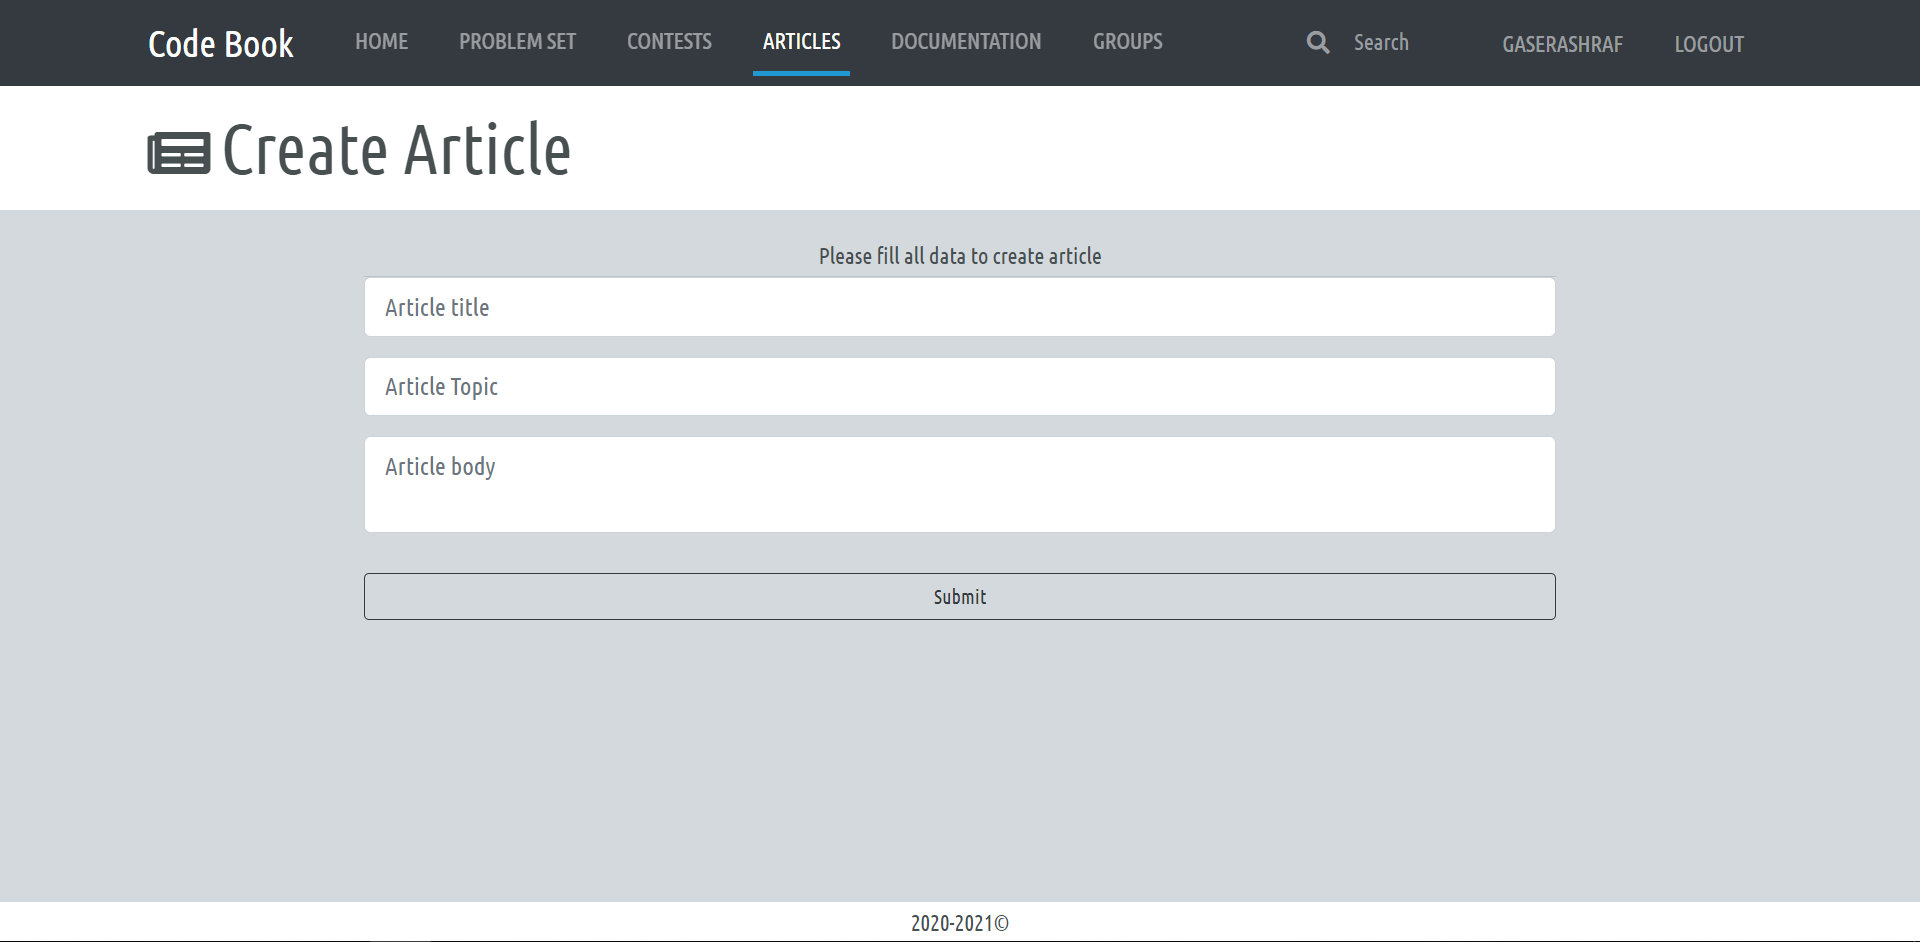 Code Book HOME PROBLEM SET CONTESTS ARTICLES DOCUMENTATION GROUPS Search GASERASHRAF LOGOUT
Create Article
Please fill all data to create article
Article title
Article Topic
Article body
Submit
2020-2021©